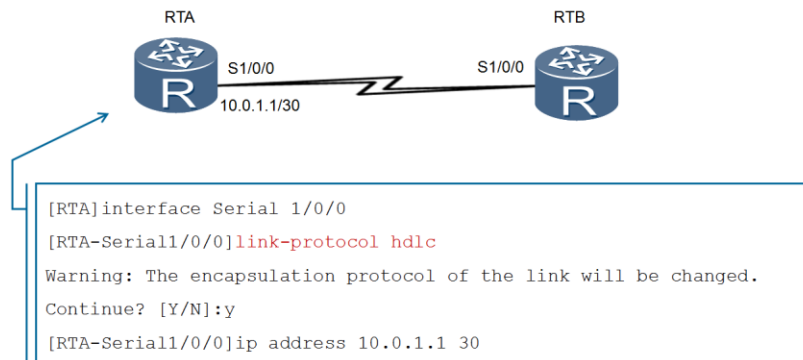 RTA
RTB
S1/0/0
S1/0/0
R
R
10.0.1.1/30
[RTA]interface Serial 1/0/0
[RTA-Serial1/0/0]link-protocol hdlc
Warning: The encapsulation protocol of the link will be changed.
Continue? [Y/N]:y
[RTA-Serial1/0/0]ip address 10.0.1.1 30